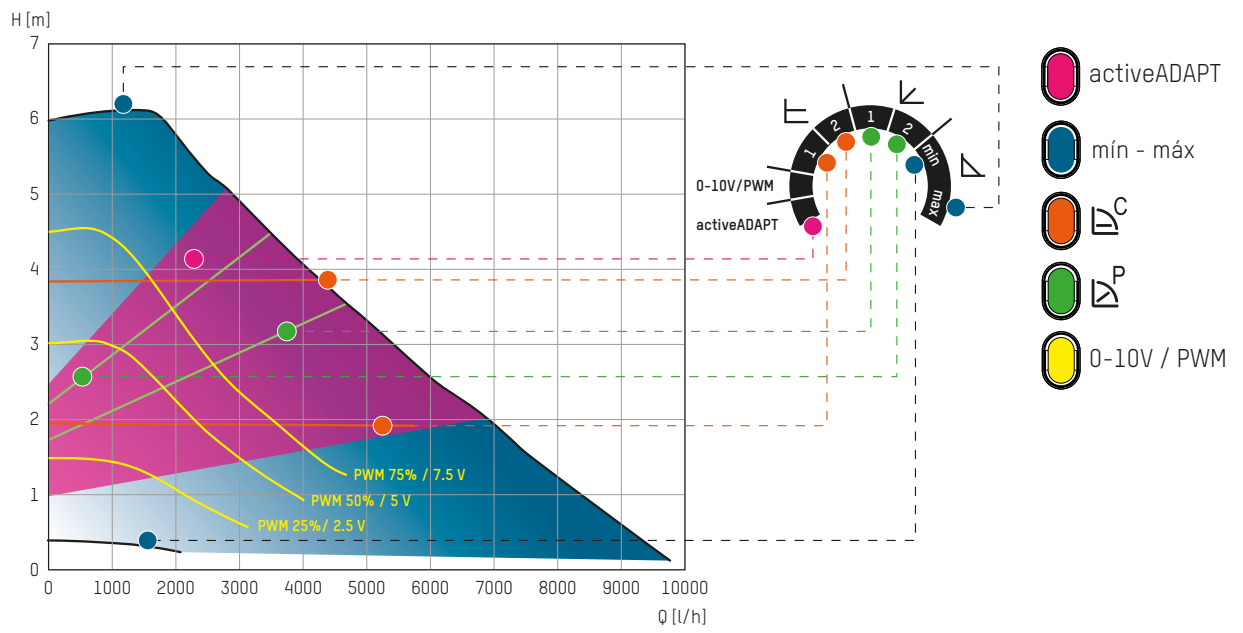 H [m]
7
6
5
4
3
2
1
0
0 1000 2000 3000 4000 5000 6000 7000 8000 9000 10000
Q [l/h]
PWM 75% / 7.5 V
PWM 50% / 5 V
PWM 25% / 2.5 V
0-10V/PWM
activeADAPT
1
2
1
2
min
max
activeADAPT
mín - máx
C
P
0-10V / PWM